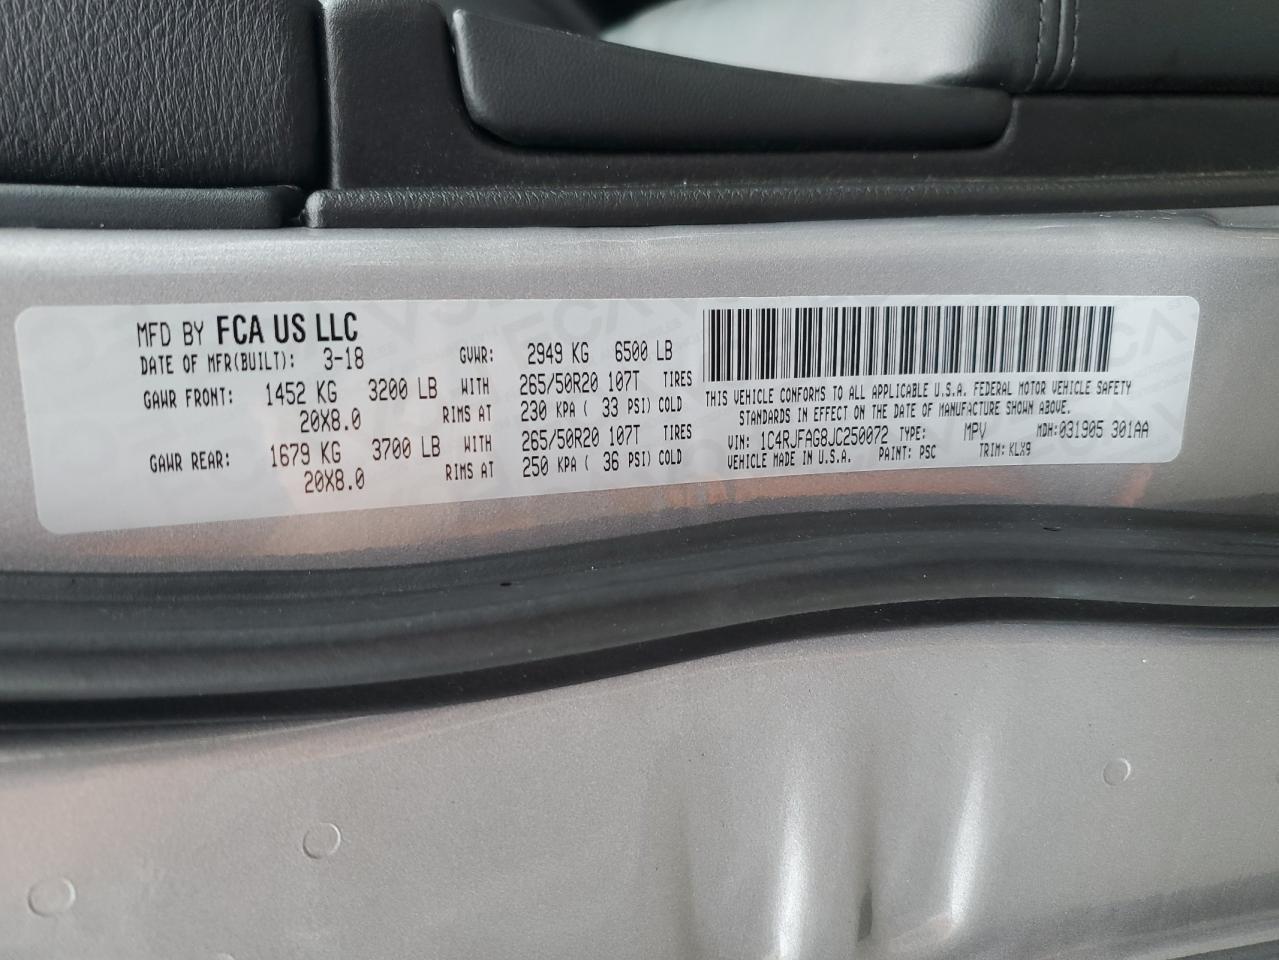 MFD BY FCA US LLC
DATE OF MFR(BUILT): 3-18 GVWR: 2949 KG 6500 LB
GAWR FRONT: 1452 KG 3200 LB WITH 265/50R20 107T TIRES
20X8.0 RIMS AT 230 KPA ( 33 PSI) COLD
GAWR REAR: 1679 KG 3700 LB WITH 265/50R20 107T TIRES
20X8.0 RIMS AT 250 KPA ( 36 PSI) COLD
THIS VEHICLE CONFORMS TO ALL APPLICABLE U.S.A. FEDERAL MOTOR VEHICLE SAFETY
STANDARDS IN EFFECT ON THE DATE OF MANUFACTURE SHOWN ABOVE.
VIN: 1C4RJFAG8JC250072 TYPE: MPV MDH: 031905 301AA
VEHICLE MADE IN U.S.A. PAINT: PSC TRIM: KLX9